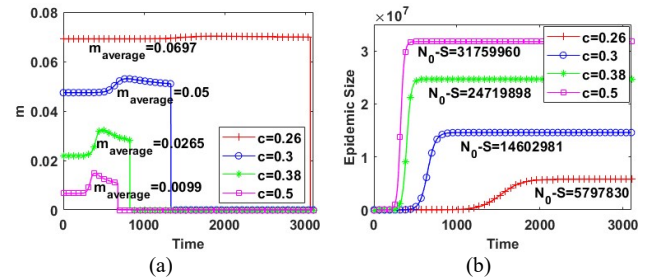 m_average=0.0697
m_average=0.05
m_average=0.0265
m_average=0.0099
c=0.26
c=0.3
c=0.38
c=0.5
0.08
0.06
0.04
0.02
0
m
0
1000
2000
3000
Time
(a)
×10^7
N_0-S=31759960
N_0-S=24719898
N_0-S=14602981
N_0-S=5797830
c=0.26
c=0.3
c=0.38
c=0.5
3
2
1
0
Epidemic Size
0
1000
2000
3000
Time
(b)